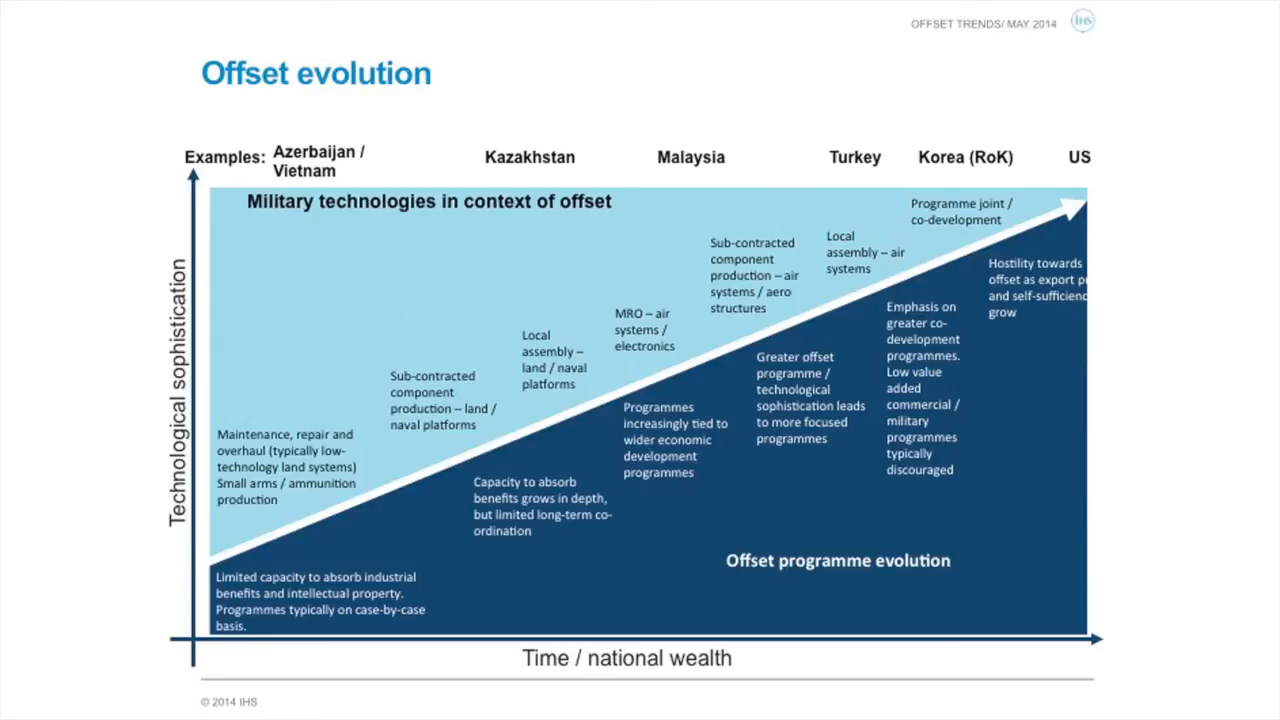 OFFSET TRENDS/ MAY 2014
IHS
Offset evolution
Examples:
Azerbaijan /
Vietnam
Kazakhstan
Malaysia
Turkey
Korea (RoK)
US
Military technologies in context of offset
Technological sophistication
Maintenance, repair and
overhaul (typically low-
technology land systems)
Small arms / ammunition
production
Sub-contracted
component
production – land /
naval platforms
Local
assembly –
land / naval
platforms
MRO – air
systems /
electronics
Sub-contracted
component
production – air
systems / aero
structures
Local
assembly – air
systems
Programme joint /
co-development
Limited capacity to absorb industrial
benefits and intellectual property.
Programmes typically on case-by-case
basis.
Capacity to absorb
benefits grows in depth,
but limited long-term co-
ordination
Programmes
increasingly tied to
wider economic
development
programmes
Greater offset
programme /
technological
sophistication leads
to more focused
programmes
Emphasis on
greater co-
development
programmes.
Low value
added
commercial /
military
programmes
typically
discouraged
Hostility towards
offset as export
and
grow
Offset programme evolution
Time / national wealth
© 2014 IHS